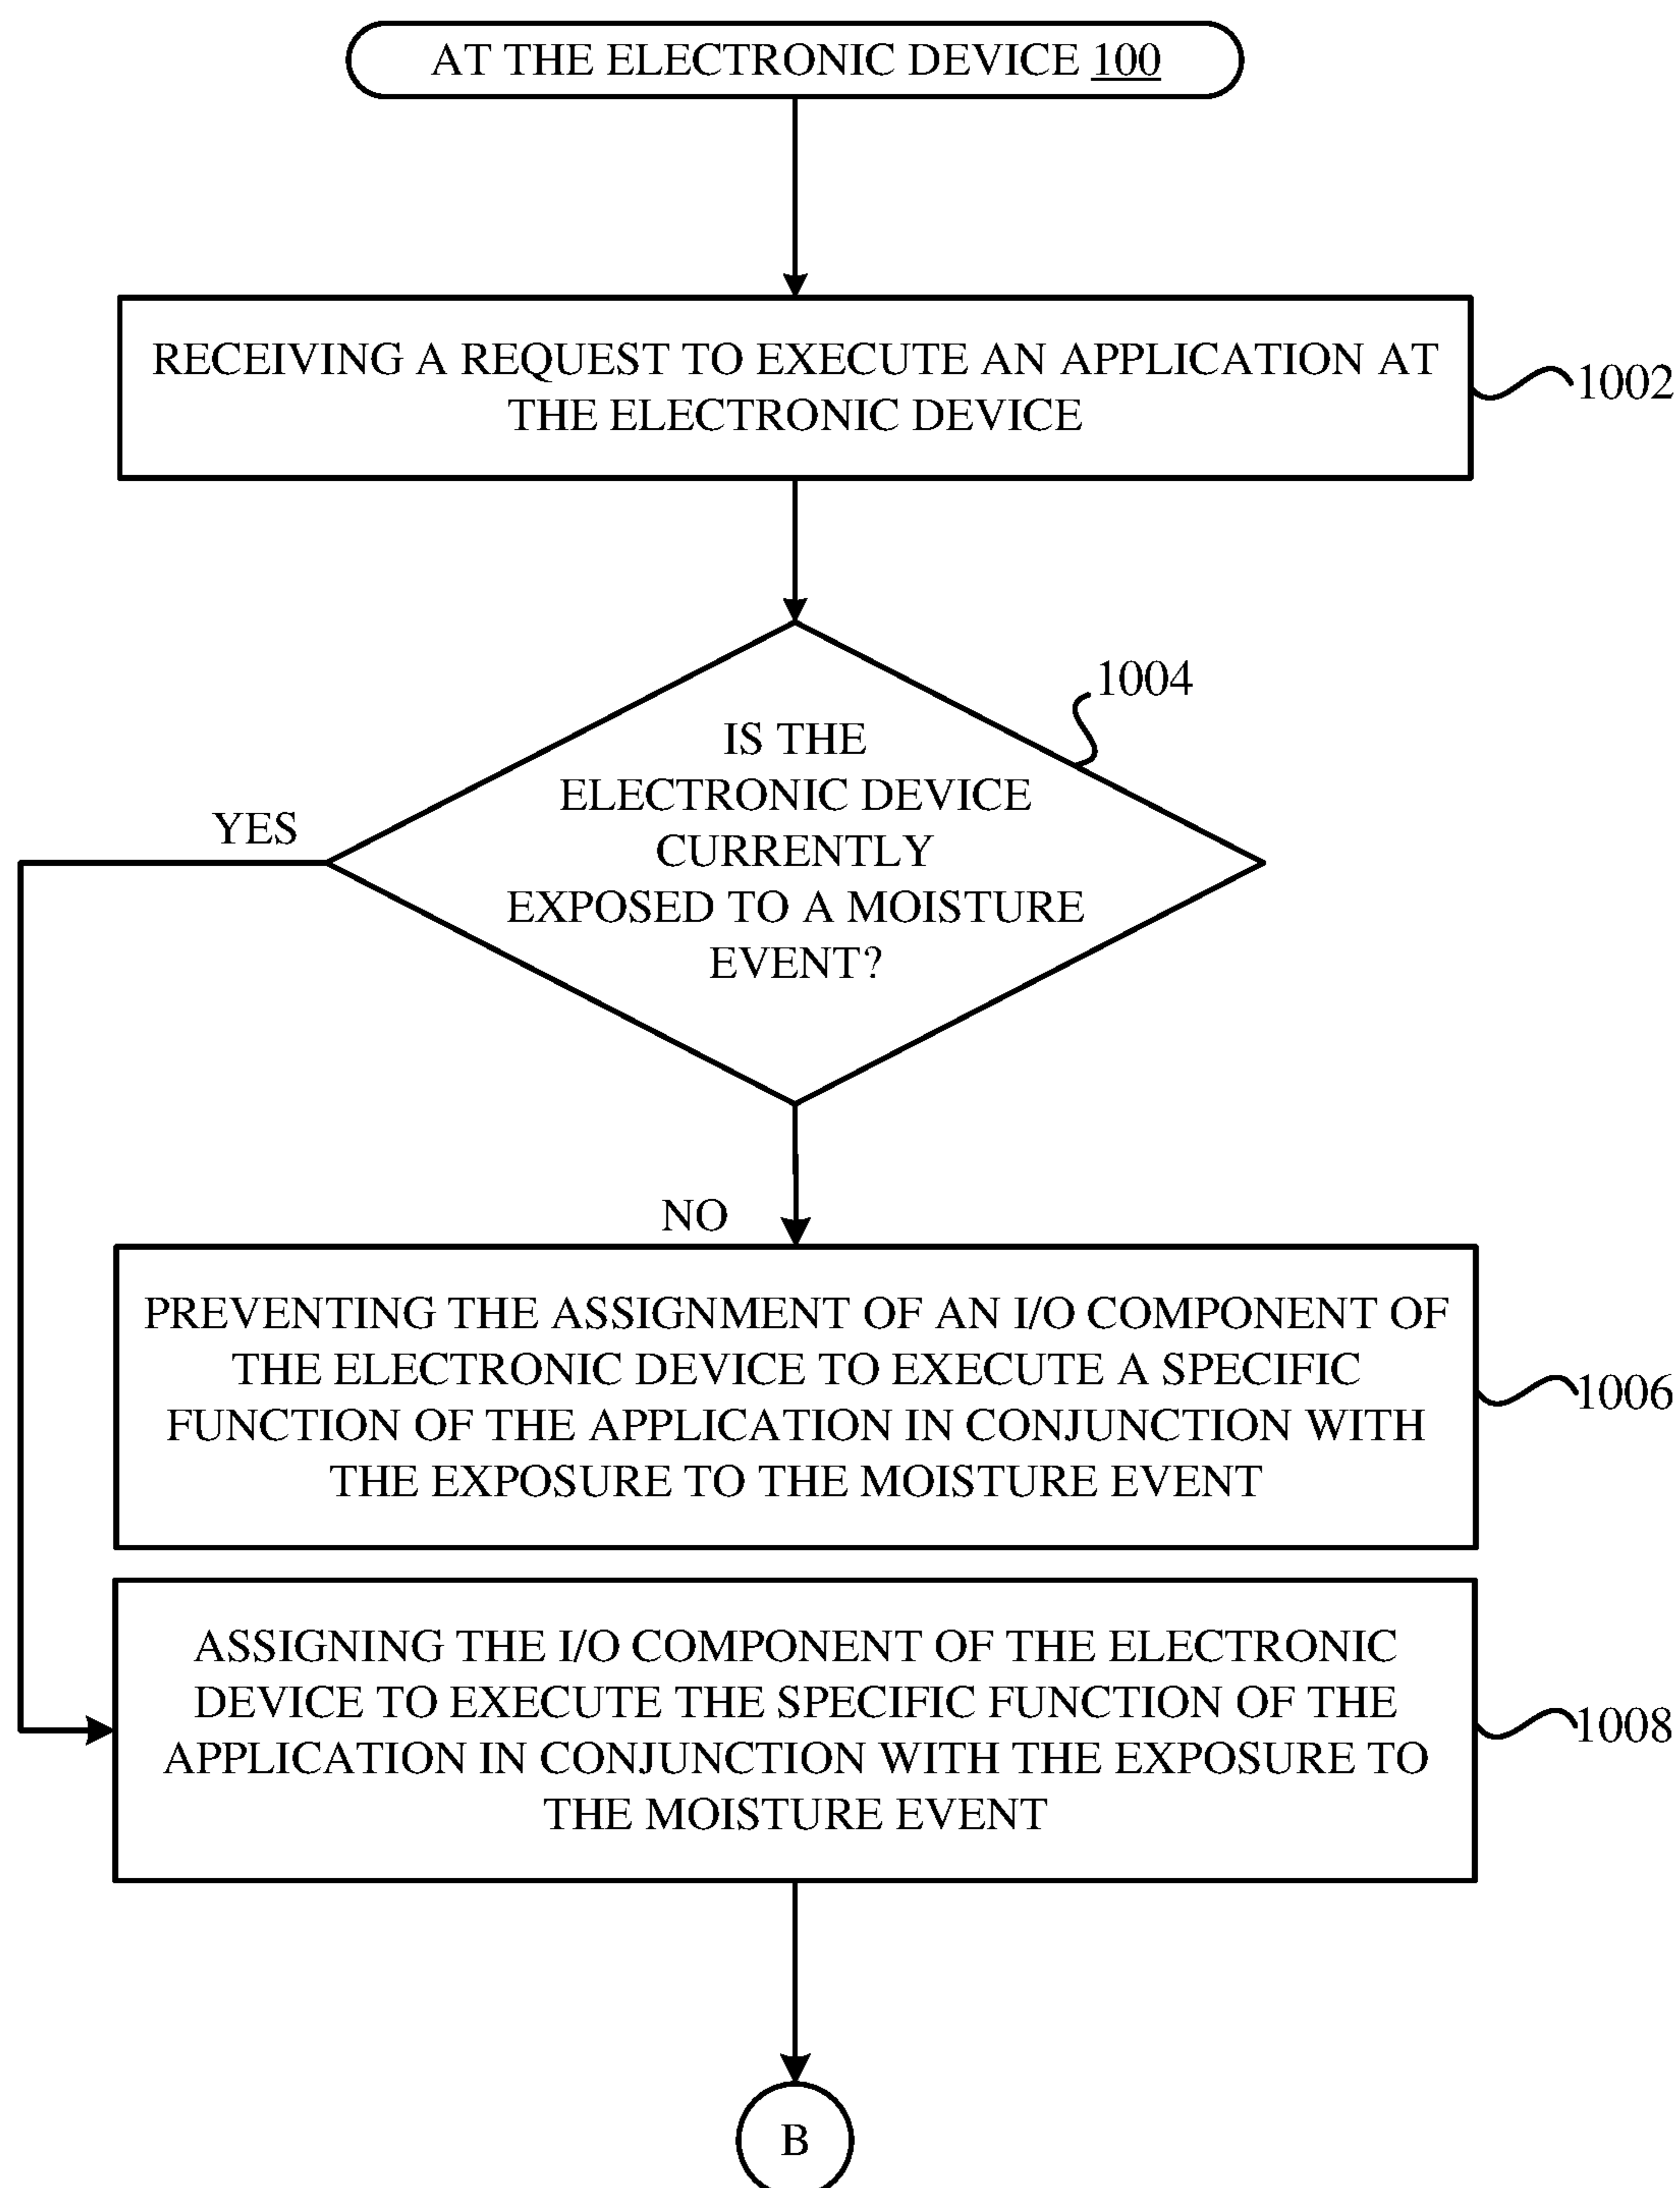 AT THE ELECTRONIC DEVICE 100
RECEIVING A REQUEST TO EXECUTE AN APPLICATION AT
THE ELECTRONIC DEVICE
1002
1004
IS THE
ELECTRONIC DEVICE
CURRENTLY
EXPOSED TO A MOISTURE
EVENT?
YES
NO
PREVENTING THE ASSIGNMENT OF AN I/O COMPONENT OF
THE ELECTRONIC DEVICE TO EXECUTE A SPECIFIC
FUNCTION OF THE APPLICATION IN CONJUNCTION WITH
THE EXPOSURE TO THE MOISTURE EVENT
1006
ASSIGNING THE I/O COMPONENT OF THE ELECTRONIC
DEVICE TO EXECUTE THE SPECIFIC FUNCTION OF THE
APPLICATION IN CONJUNCTION WITH THE EXPOSURE TO
THE MOISTURE EVENT
1008
B